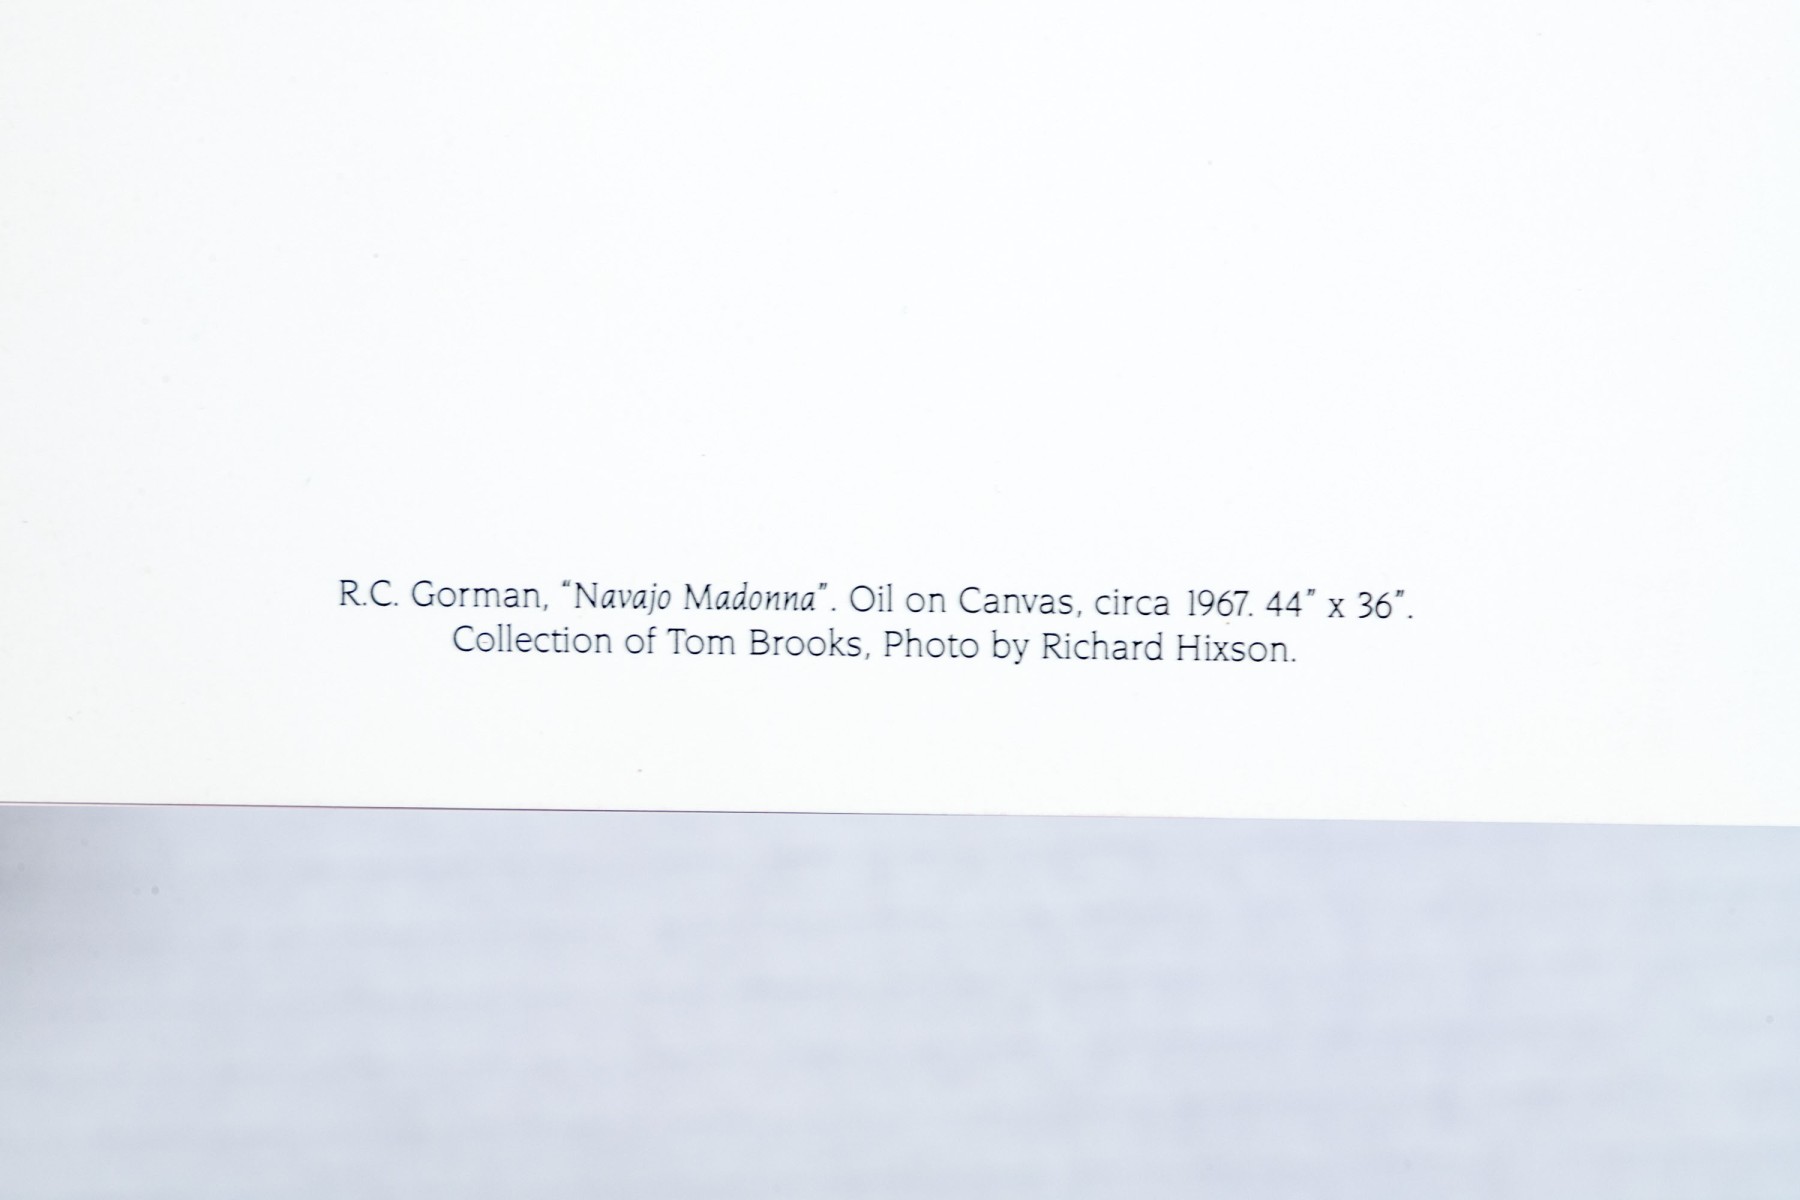 R.C. Gorman, “Navajo Madonna”. Oil on Canvas, circa 1967. 44” x 36”.
Collection of Tom Brooks, Photo by Richard Hixson.